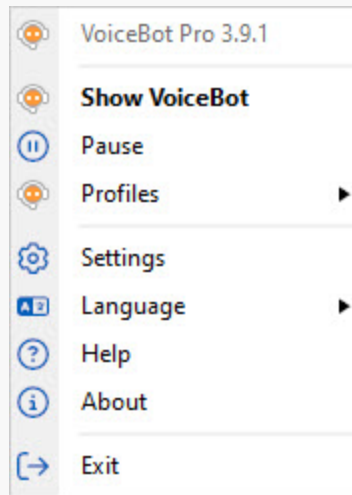 VoiceBot Pro 3.9.1
Show VoiceBot
Pause
Profiles
Settings
Language
Help
About
Exit